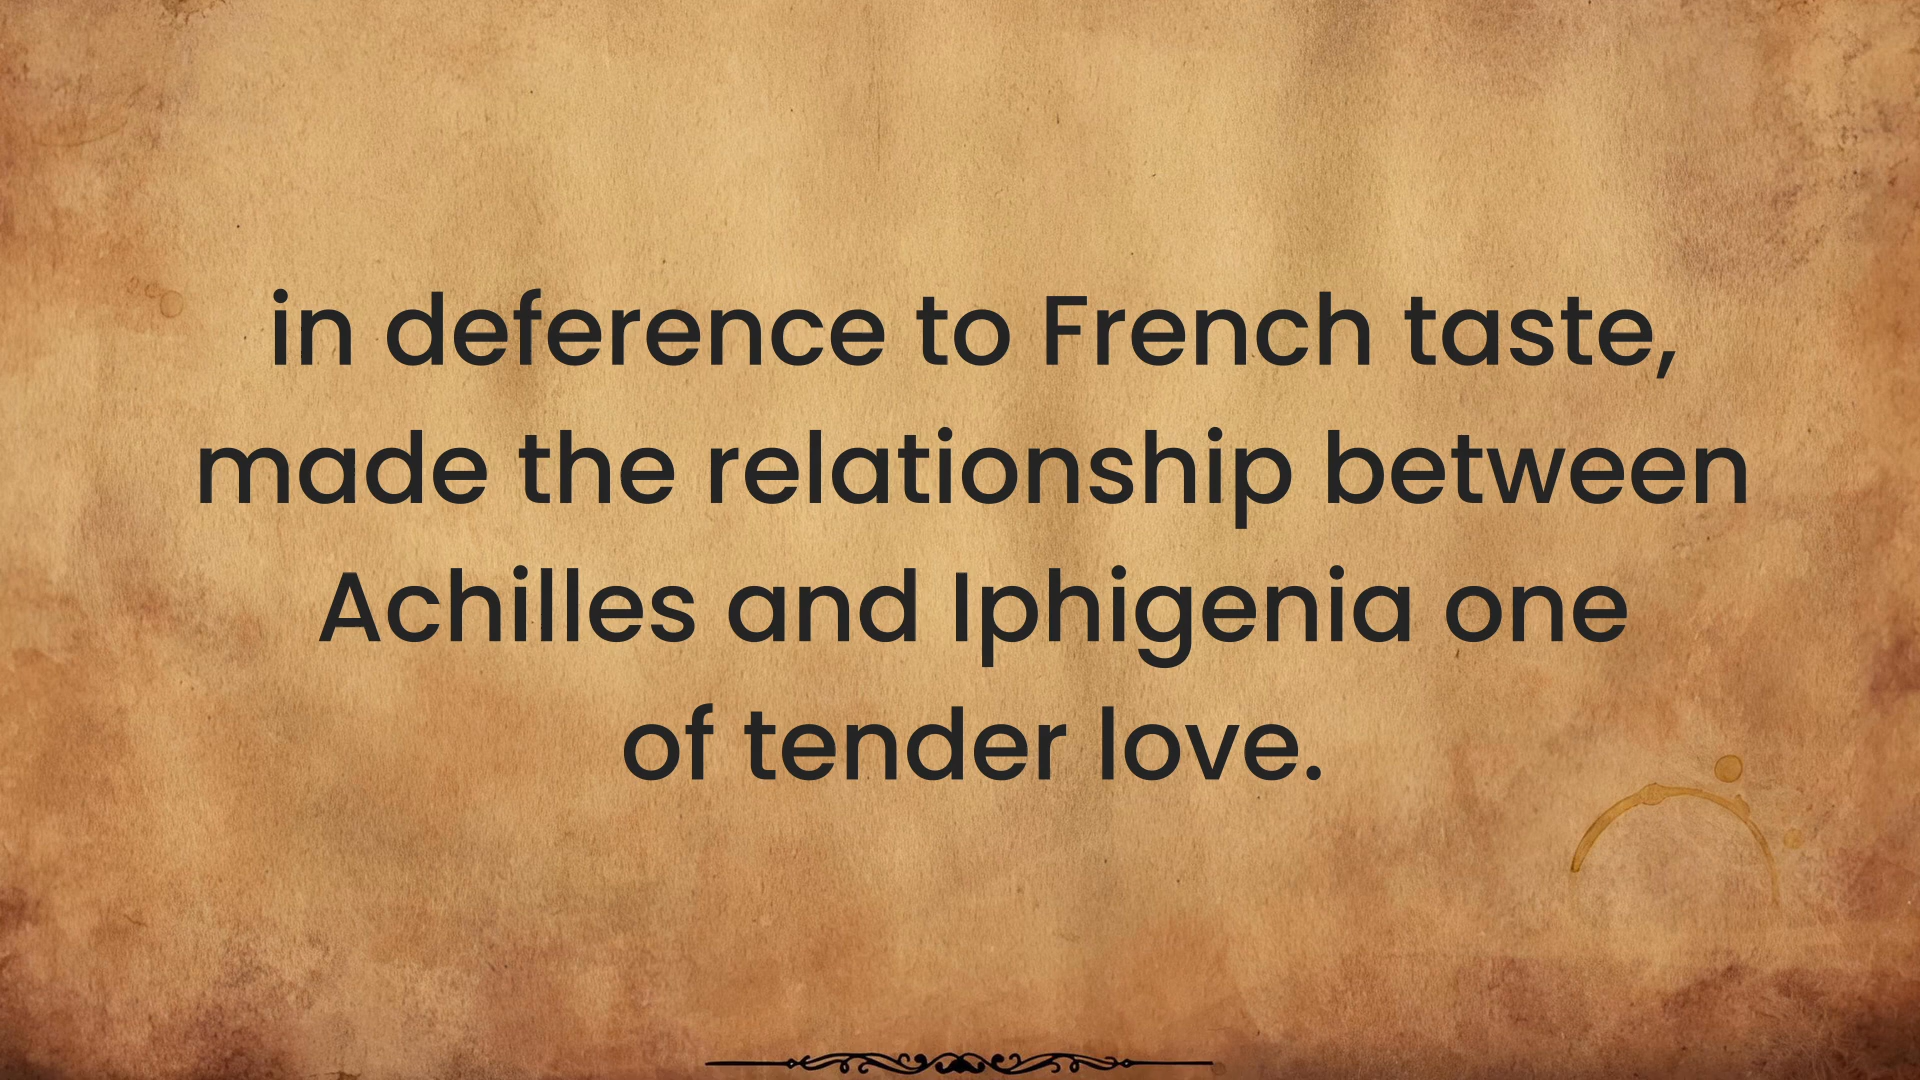 in deference to French taste,
made the relationship between
Achilles and Iphigenia one
of tender love.